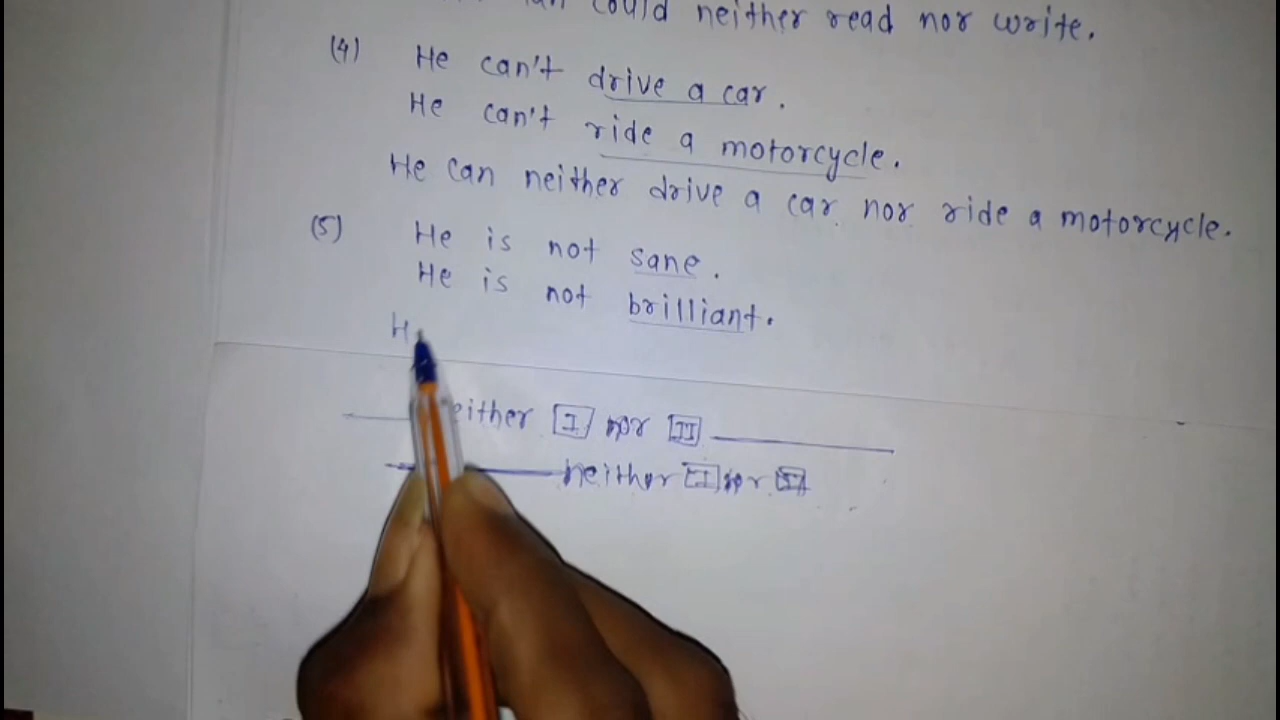 could neither read nor write.
(4) He can't drive a car.
He can't ride a motorcycle.
He can neither drive a car nor ride a motorcycle.
(5) He is not sane.
He is not brilliant.
H
neither I nor II
neither I nor II